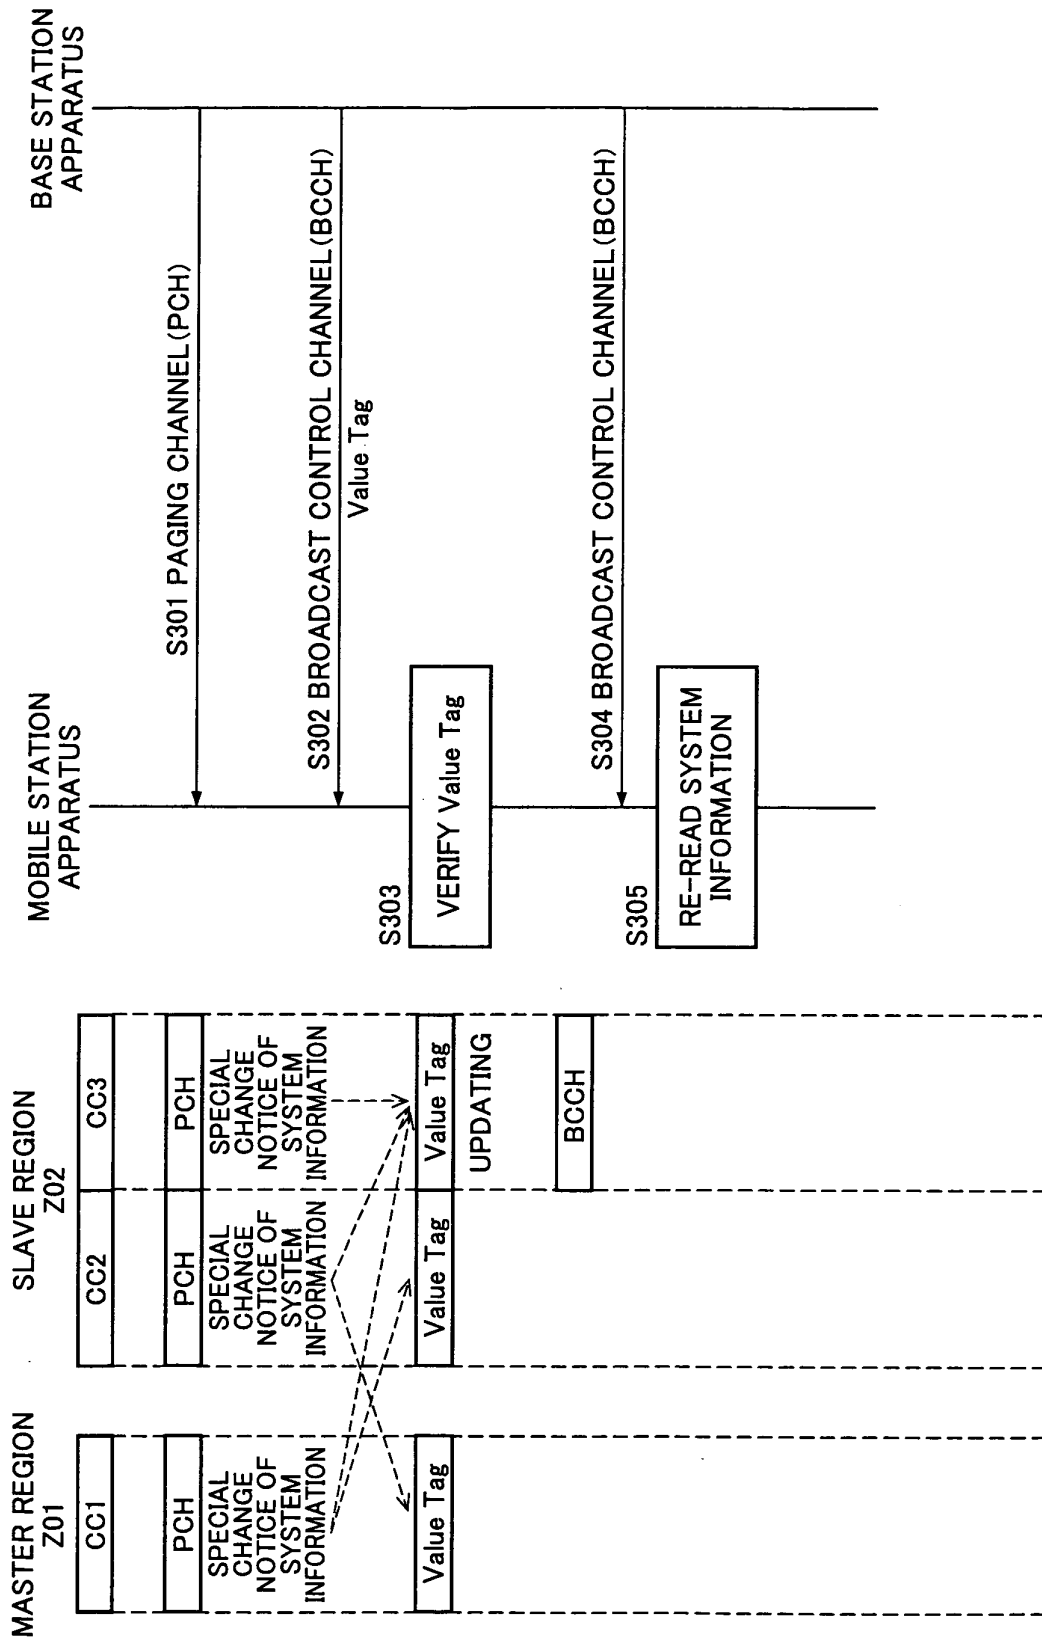 MASTER REGION
Z01
SLAVE REGION
Z02
CC1
CC2
CC3
PCH
PCH
PCH
SPECIAL
CHANGE
NOTICE OF
SYSTEM
INFORMATION
SPECIAL
CHANGE
NOTICE OF
SYSTEM
INFORMATION
SPECIAL
CHANGE
NOTICE OF
SYSTEM
INFORMATION
Value Tag
Value Tag
Value Tag
UPDATING
BCCH
MOBILE STATION
APPARATUS
BASE STATION
APPARATUS
S301 PAGING CHANNEL(PCH)
S302 BROADCAST CONTROL CHANNEL(BCCH)
Value Tag
S303
VERIFY Value Tag
S304 BROADCAST CONTROL CHANNEL(BCCH)
S305
RE-READ SYSTEM
INFORMATION